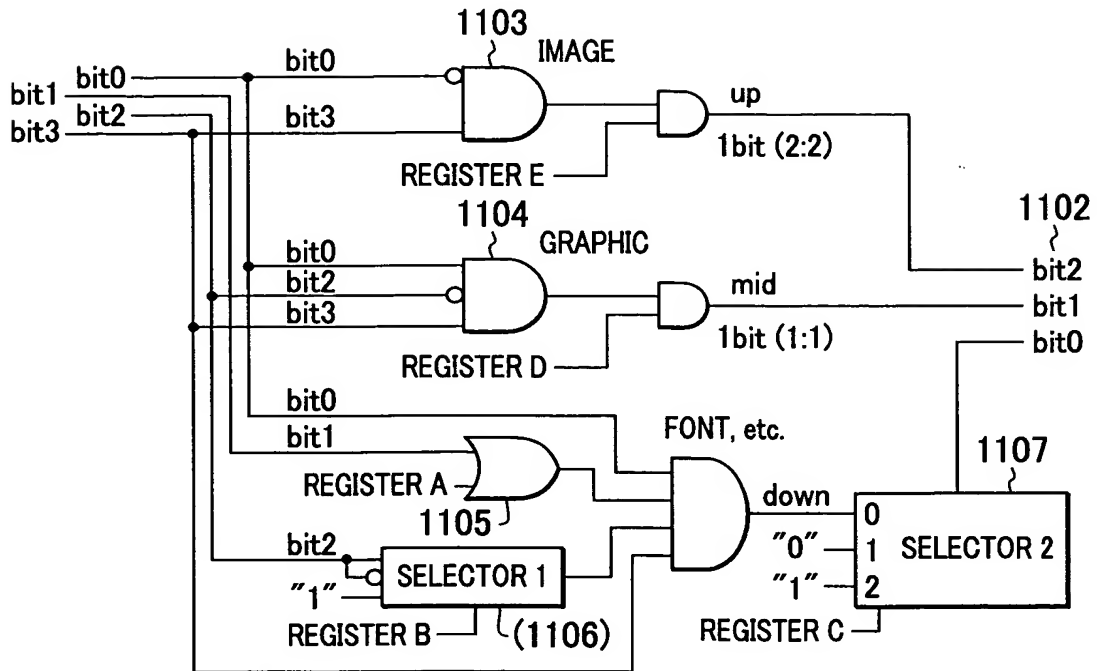 1103
IMAGE
bit0
bit0
bit1
bit2
bit3
bit3
up
1bit (2:2)
REGISTER E
1104
GRAPHIC
1102
bit0
bit2
bit3
mid
1bit (1:1)
REGISTER D
bit2
bit1
bit0
bit0
bit1
FONT, etc.
REGISTER A
1105
down
1107
bit2
SELECTOR 1
"1"
REGISTER B
(1106)
0
"0"
1
SELECTOR 2
"1"
2
REGISTER C